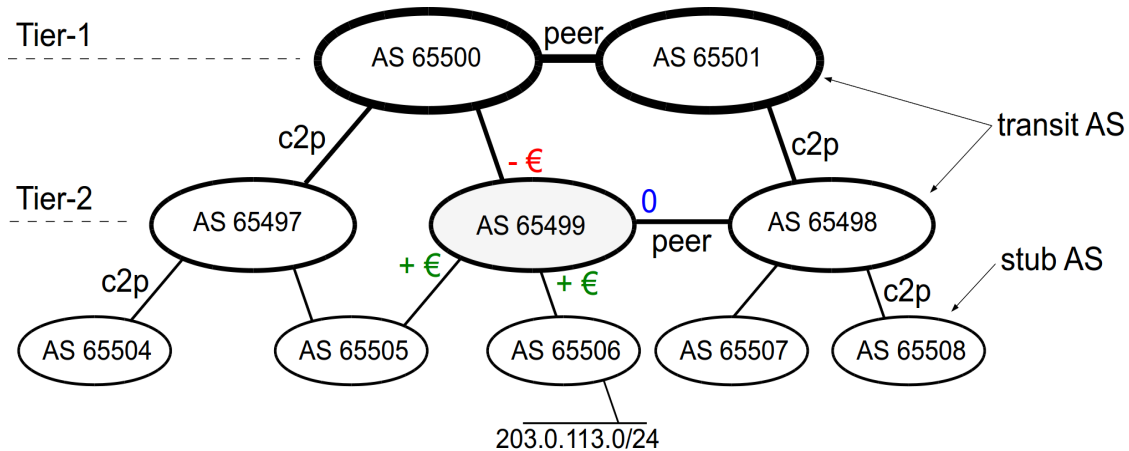 Tier-1
AS 65500
peer
AS 65501
c2p
c2p
transit AS
- €
Tier-2
AS 65497
AS 65499
0
peer
AS 65498
c2p
+ €
+ €
c2p
stub AS
AS 65504
AS 65505
AS 65506
AS 65507
AS 65508
203.0.113.0/24